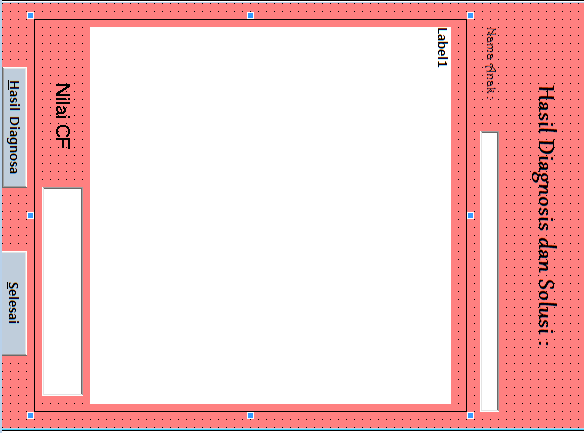 Hasil Diagnosis dan Solusi :
Nama Anak :
Label1
Nilai CF
Hasil Diagnosa
Selesai